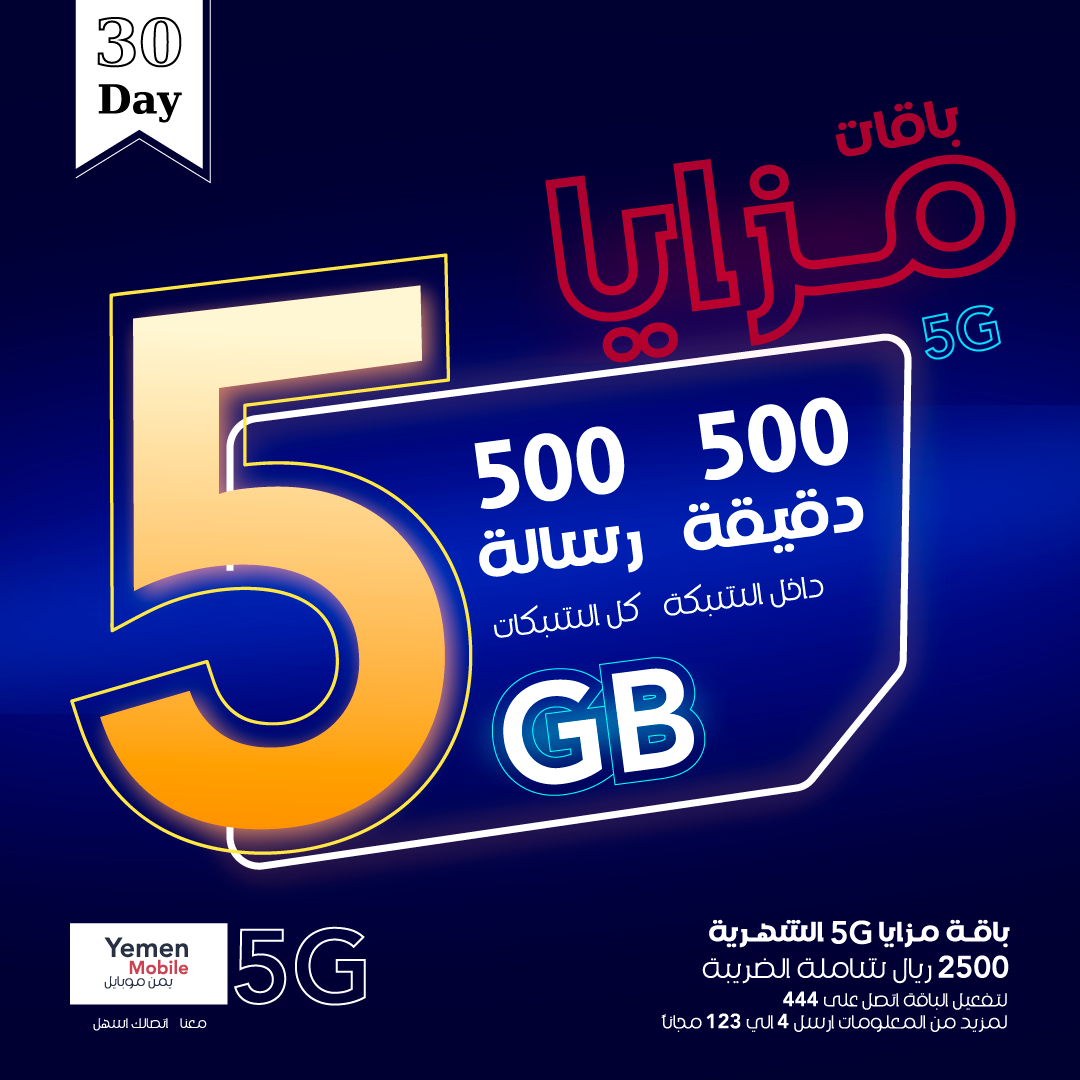 30
Day
باقات
مزايا
5G
5
500
دقيقة
داخل الشبكة
500
رسالة
كل الشبكات
GB
باقة مزايا 5G الشهرية
2500 ريال شاملة الضريبة
لتفعيل الباقة اتصل على 444
لمزيد من المعلومات ارسل 4 الي 123 مجاناً
Yemen
Mobile
يمن موبايل
5G
معنا اتصالك اسهل